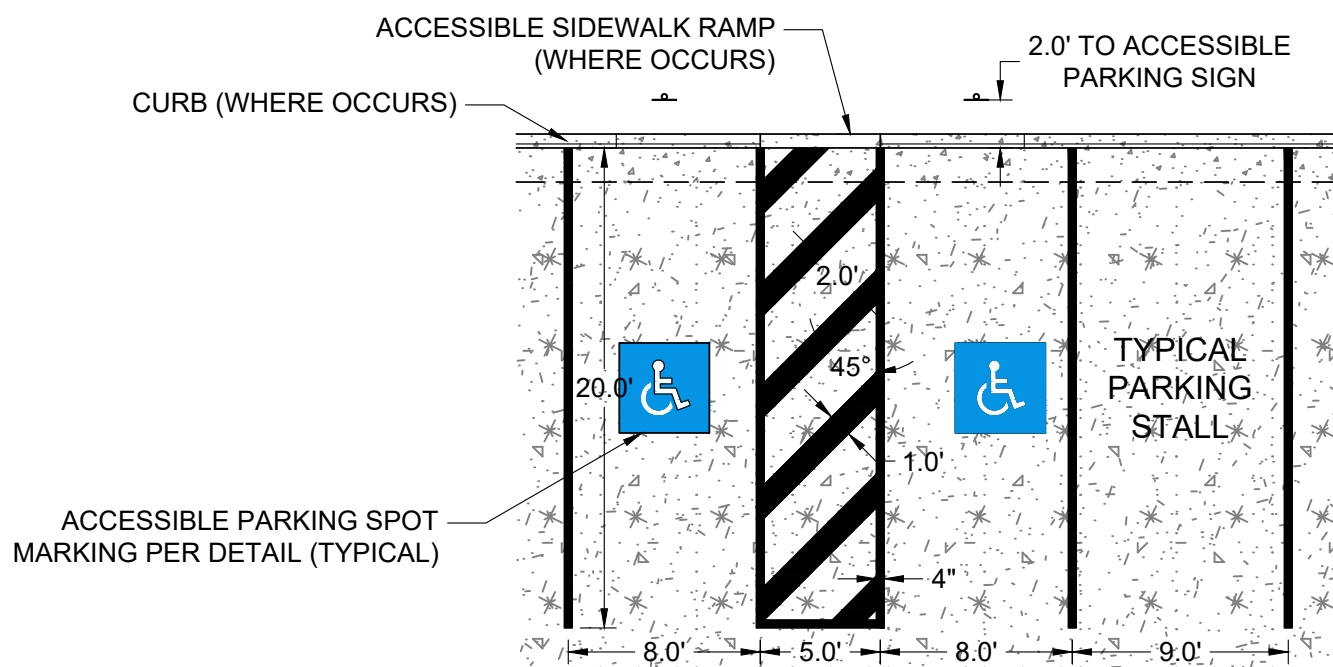 ACCESSIBLE SIDEWALK RAMP
(WHERE OCCURS)
2.0' TO ACCESSIBLE
PARKING SIGN
CURB (WHERE OCCURS)
2.0'
45°
TYPICAL
PARKING
STALL
20.0'
1.0'
ACCESSIBLE PARKING SPOT
MARKING PER DETAIL (TYPICAL)
4"
8.0'
5.0'
8.0'
9.0'